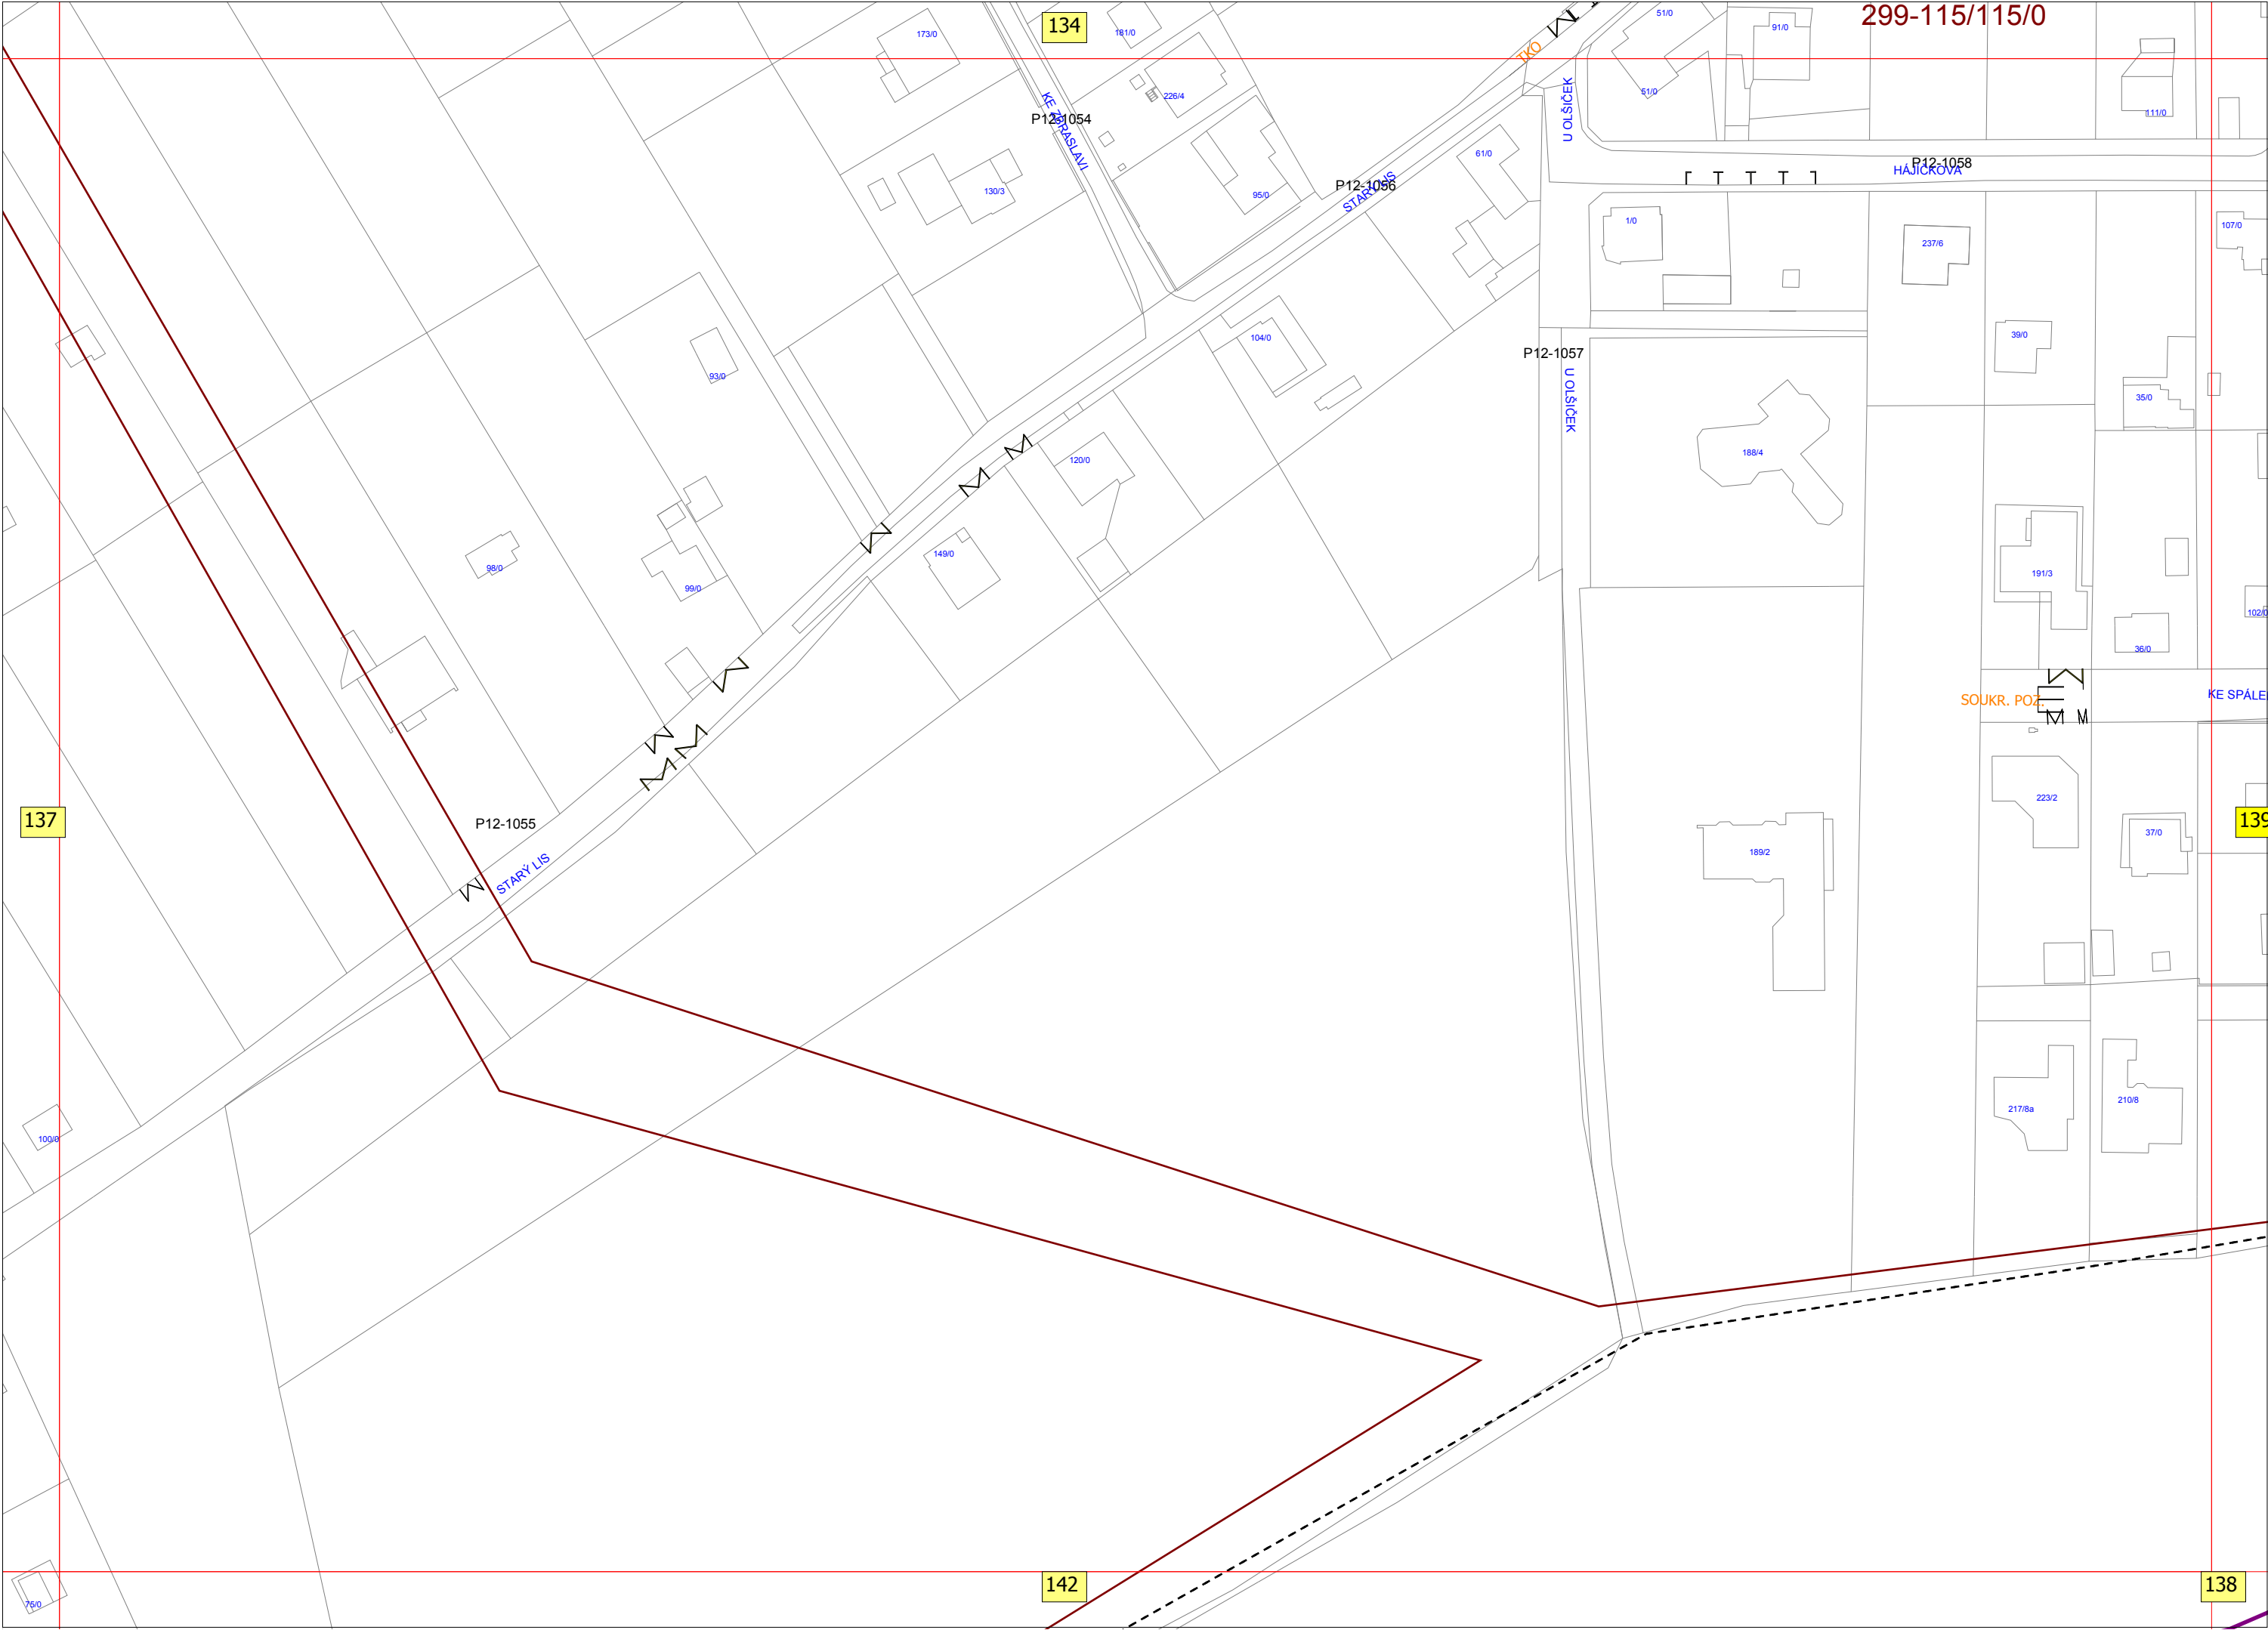 299-115/115/0
134
173/0
181/0
51/0
91/0
TKO
51/0
226/4
111/0
KE ZBRASLAVI
P12-1054
U OLŠIČEK
61/0
P12-1058
HÁJÍČKOVA
130/3
95/0
P12-1056
STARÝ LIS
1/0
237/6
107/0
104/0
39/0
P12-1057
93/0
U OLŠIČEK
35/0
188/4
120/0
149/0
98/0
99/0
191/3
102/0
36/0
SOUKR. POZ.
KE SPÁLE
223/2
137
P12-1055
139
37/0
STARÝ LIS
189/2
100/0
217/8a
210/8
142
138
75/0